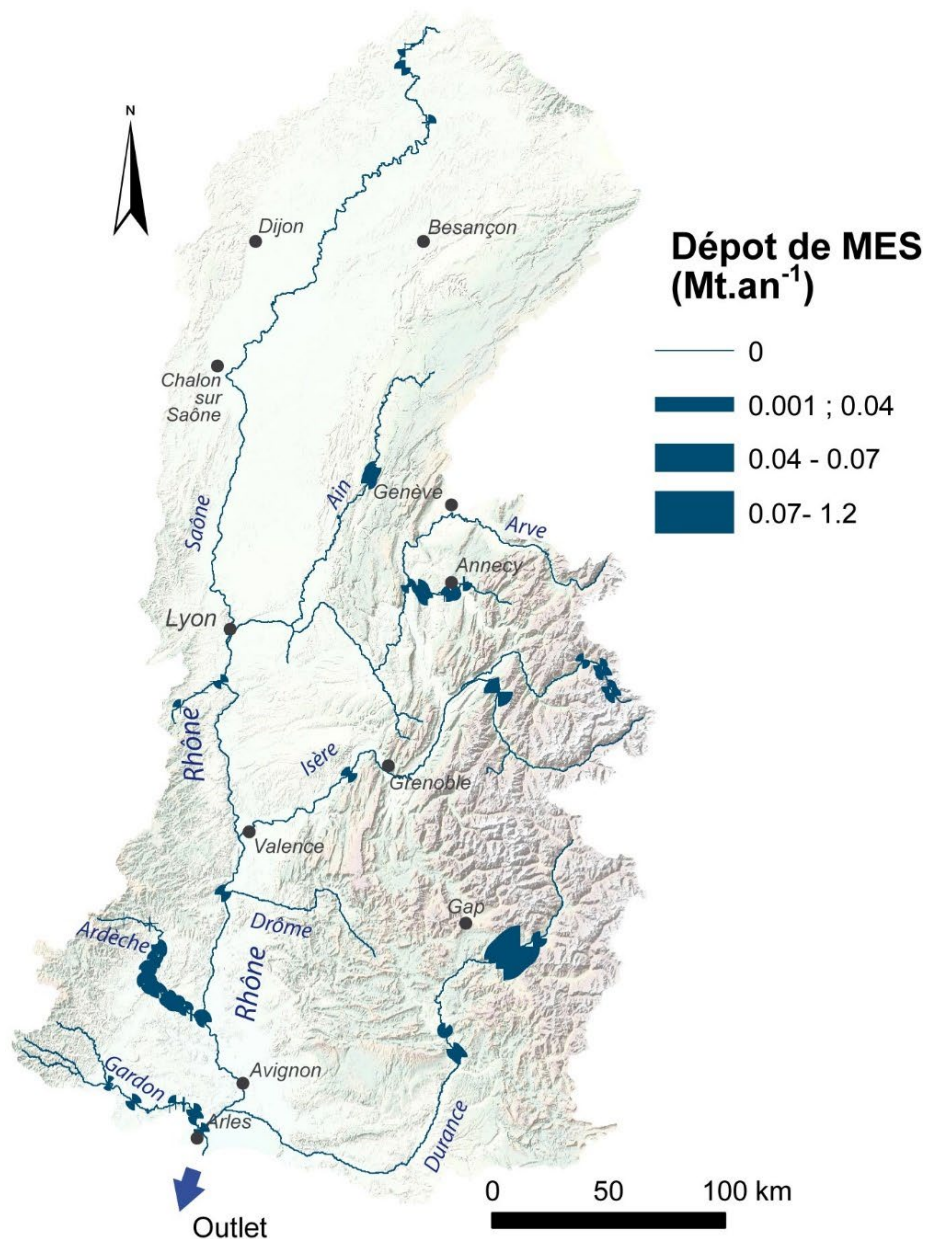 N
Dijon
Besançon
Dépot de MES
(Mt.an⁻¹)
0
0.001 ; 0.04
0.04 - 0.07
0.07- 1.2
Chalon
sur
Saône
Saône
Ain
Genève
Arve
Annecy
Lyon
Rhône
Isère
Grenoble
Valence
Gap
Drôme
Ardèche
Rhône
Avignon
Gardon
Arles
Durance
0 50 100 km
Outlet